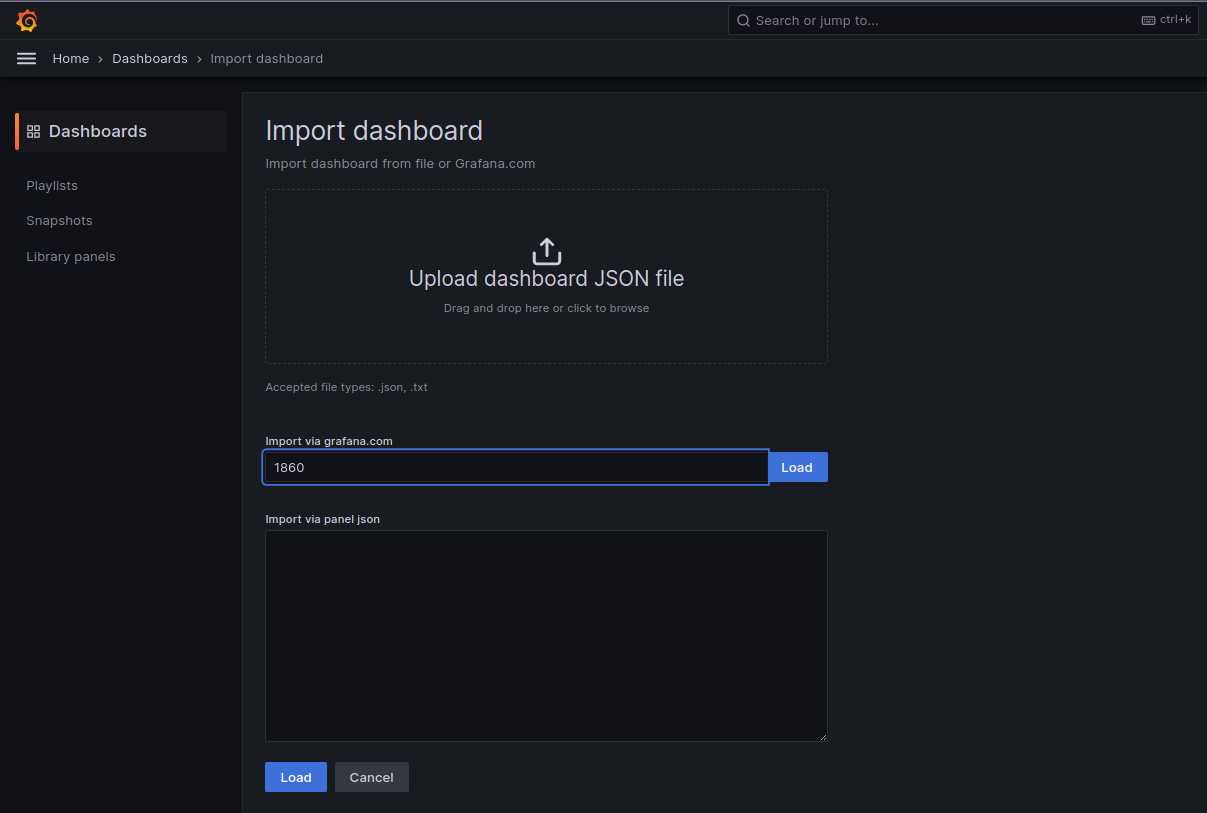 Search or jump to...
ctrl+k
Home › Dashboards › Import dashboard
Dashboards
Playlists
Snapshots
Library panels
Import dashboard
Import dashboard from file or Grafana.com
Upload dashboard JSON file
Drag and drop here or click to browse
Accepted file types: .json, .txt
Import via grafana.com
1860
Load
Import via panel json
Load
Cancel